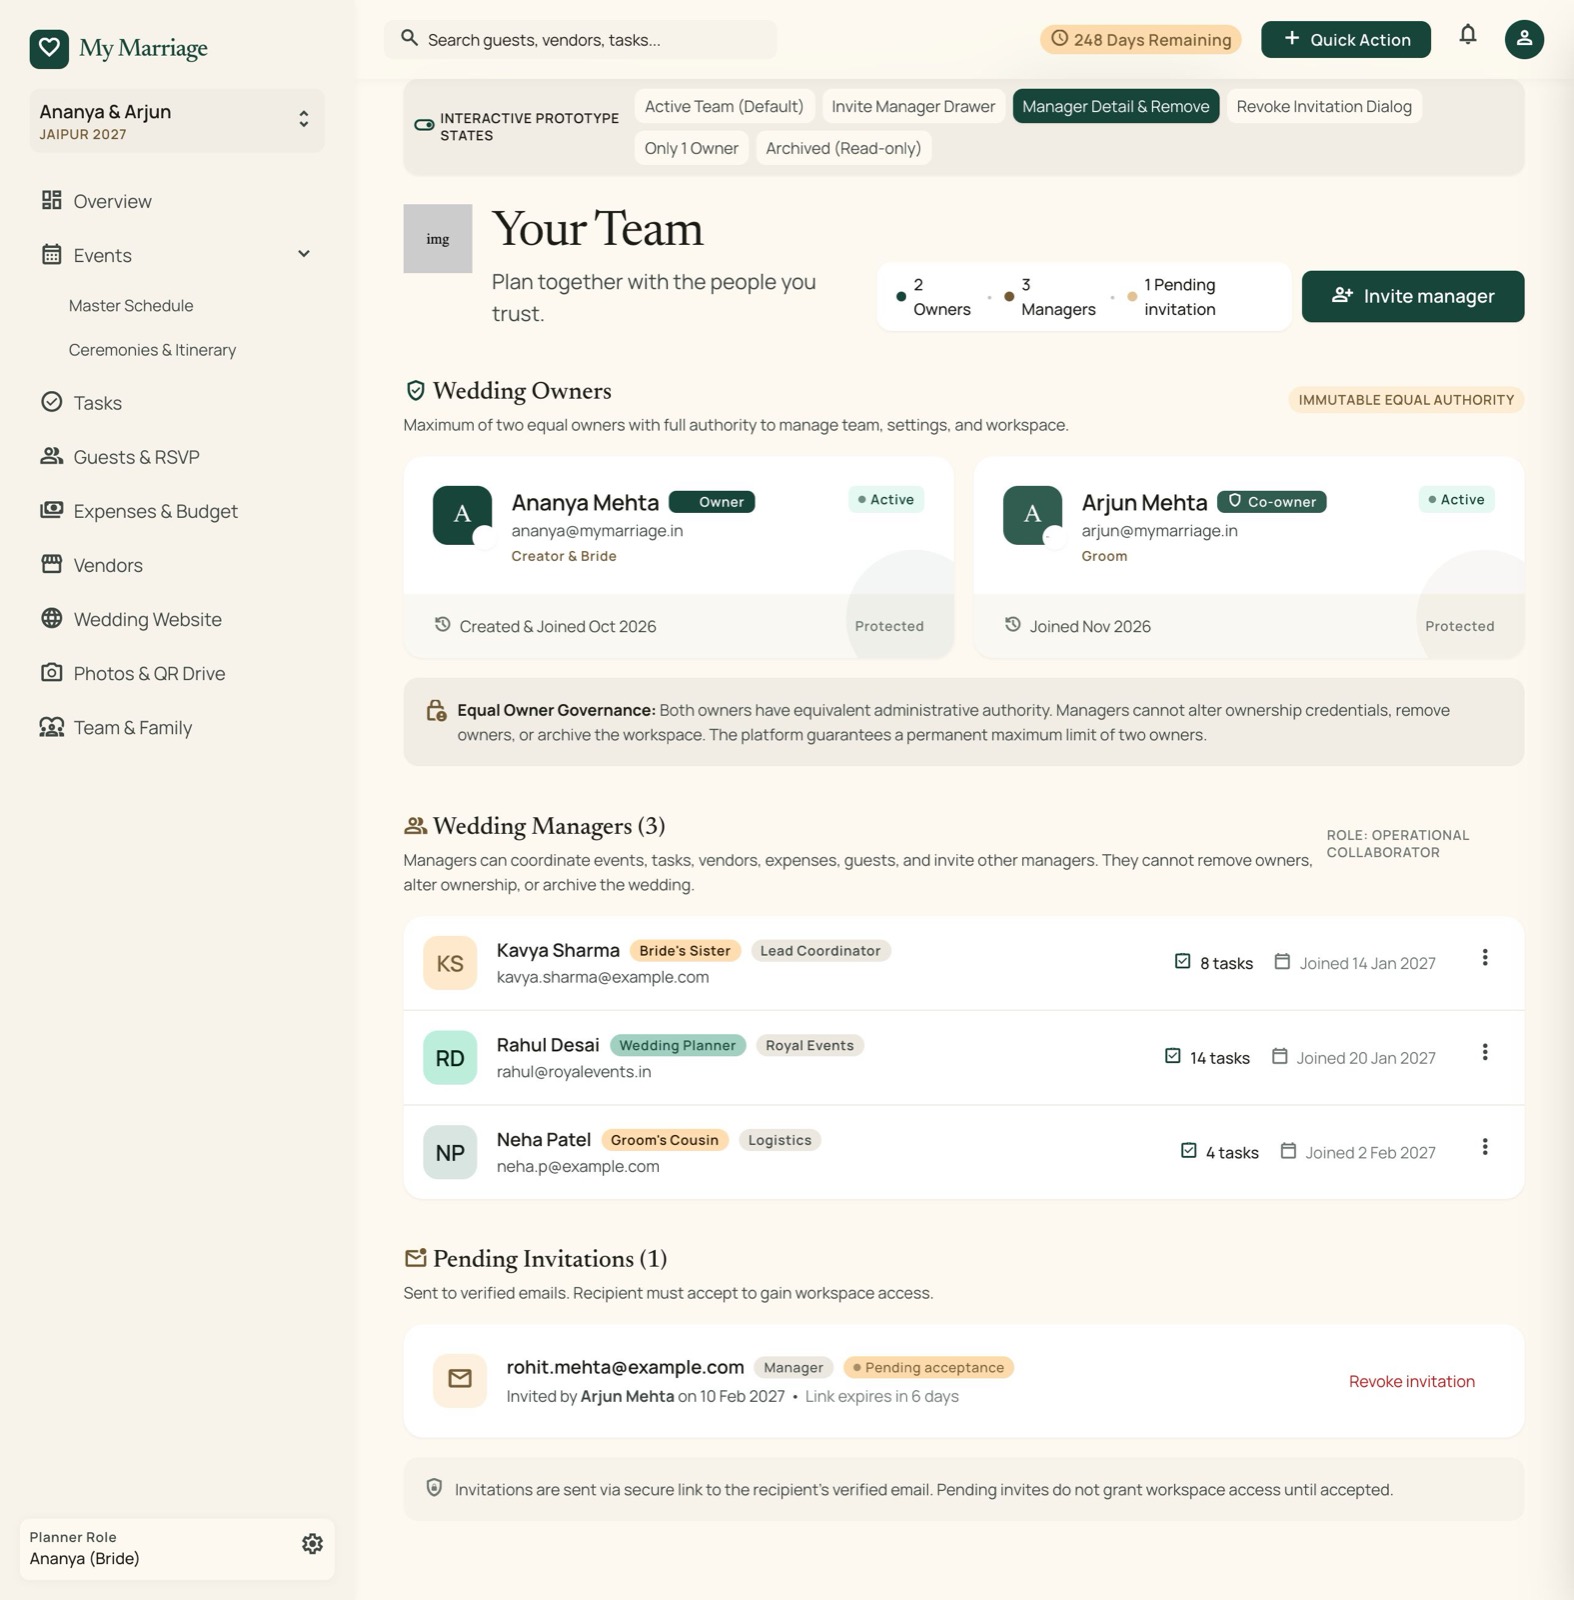 My Marriage
Ananya & Arjun
JAIPUR 2027
Overview
Events
Master Schedule
Ceremonies & Itinerary
Tasks
Guests & RSVP
Expenses & Budget
Vendors
Wedding Website
Photos & QR Drive
Team & Family
Planner Role
Ananya (Bride)
Search guests, vendors, tasks...
248 Days Remaining
Quick Action
INTERACTIVE PROTOTYPE
STATES
Active Team (Default)
Invite Manager Drawer
Manager Detail & Remove
Revoke Invitation Dialog
Only 1 Owner
Archived (Read-only)
img
Your Team
Plan together with the people you
trust.
2
Owners
3
Managers
1 Pending
invitation
Invite manager
Wedding Owners
Maximum of two equal owners with full authority to manage team, settings, and workspace.
IMMUTABLE EQUAL AUTHORITY
A
Ananya Mehta
Owner
Active
ananya@mymarriage.in
Creator & Bride
Created & Joined Oct 2026
Protected
A
Arjun Mehta
Co-owner
Active
arjun@mymarriage.in
Groom
Joined Nov 2026
Protected
Equal Owner Governance: Both owners have equivalent administrative authority. Managers cannot alter ownership credentials, remove
owners, or archive the workspace. The platform guarantees a permanent maximum limit of two owners.
Wedding Managers (3)
Managers can coordinate events, tasks, vendors, expenses, guests, and invite other managers. They cannot remove owners,
alter ownership, or archive the wedding.
ROLE: OPERATIONAL
COLLABORATOR
KS
Kavya Sharma
Bride's Sister
Lead Coordinator
kavya.sharma@example.com
8 tasks
Joined 14 Jan 2027
RD
Rahul Desai
Wedding Planner
Royal Events
rahul@royalevents.in
14 tasks
Joined 20 Jan 2027
NP
Neha Patel
Groom's Cousin
Logistics
neha.p@example.com
4 tasks
Joined 2 Feb 2027
Pending Invitations (1)
Sent to verified emails. Recipient must accept to gain workspace access.
rohit.mehta@example.com
Manager
Pending acceptance
Invited by Arjun Mehta on 10 Feb 2027 • Link expires in 6 days
Revoke invitation
Invitations are sent via secure link to the recipient's verified email. Pending invites do not grant workspace access until accepted.